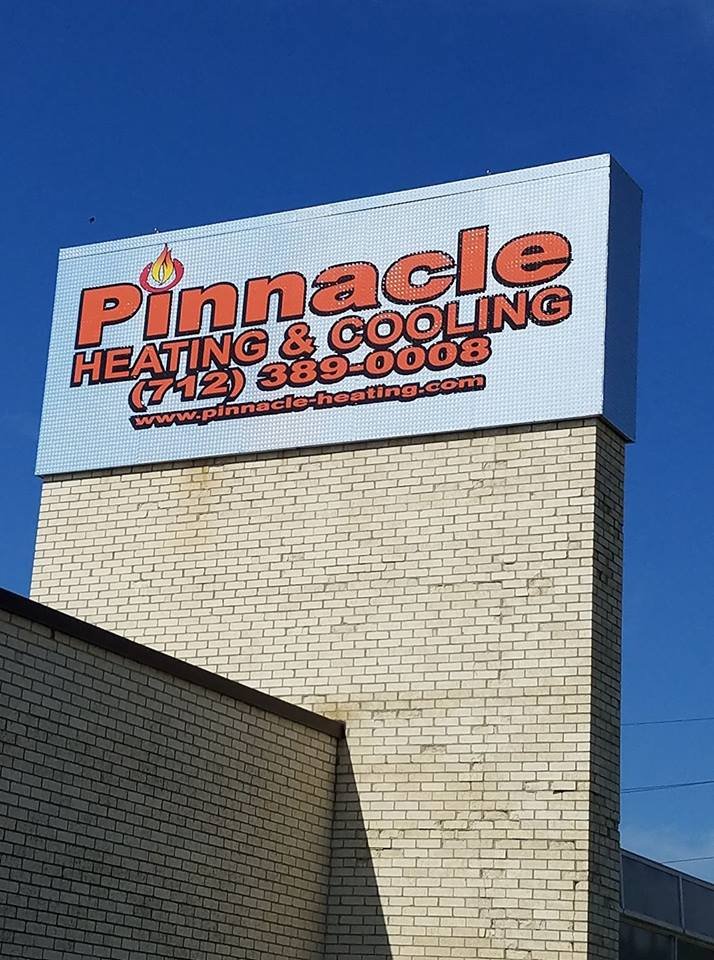 Pinnacle
HEATING & COOLING
(712) 389-0008
www.pinnacle-heating.com